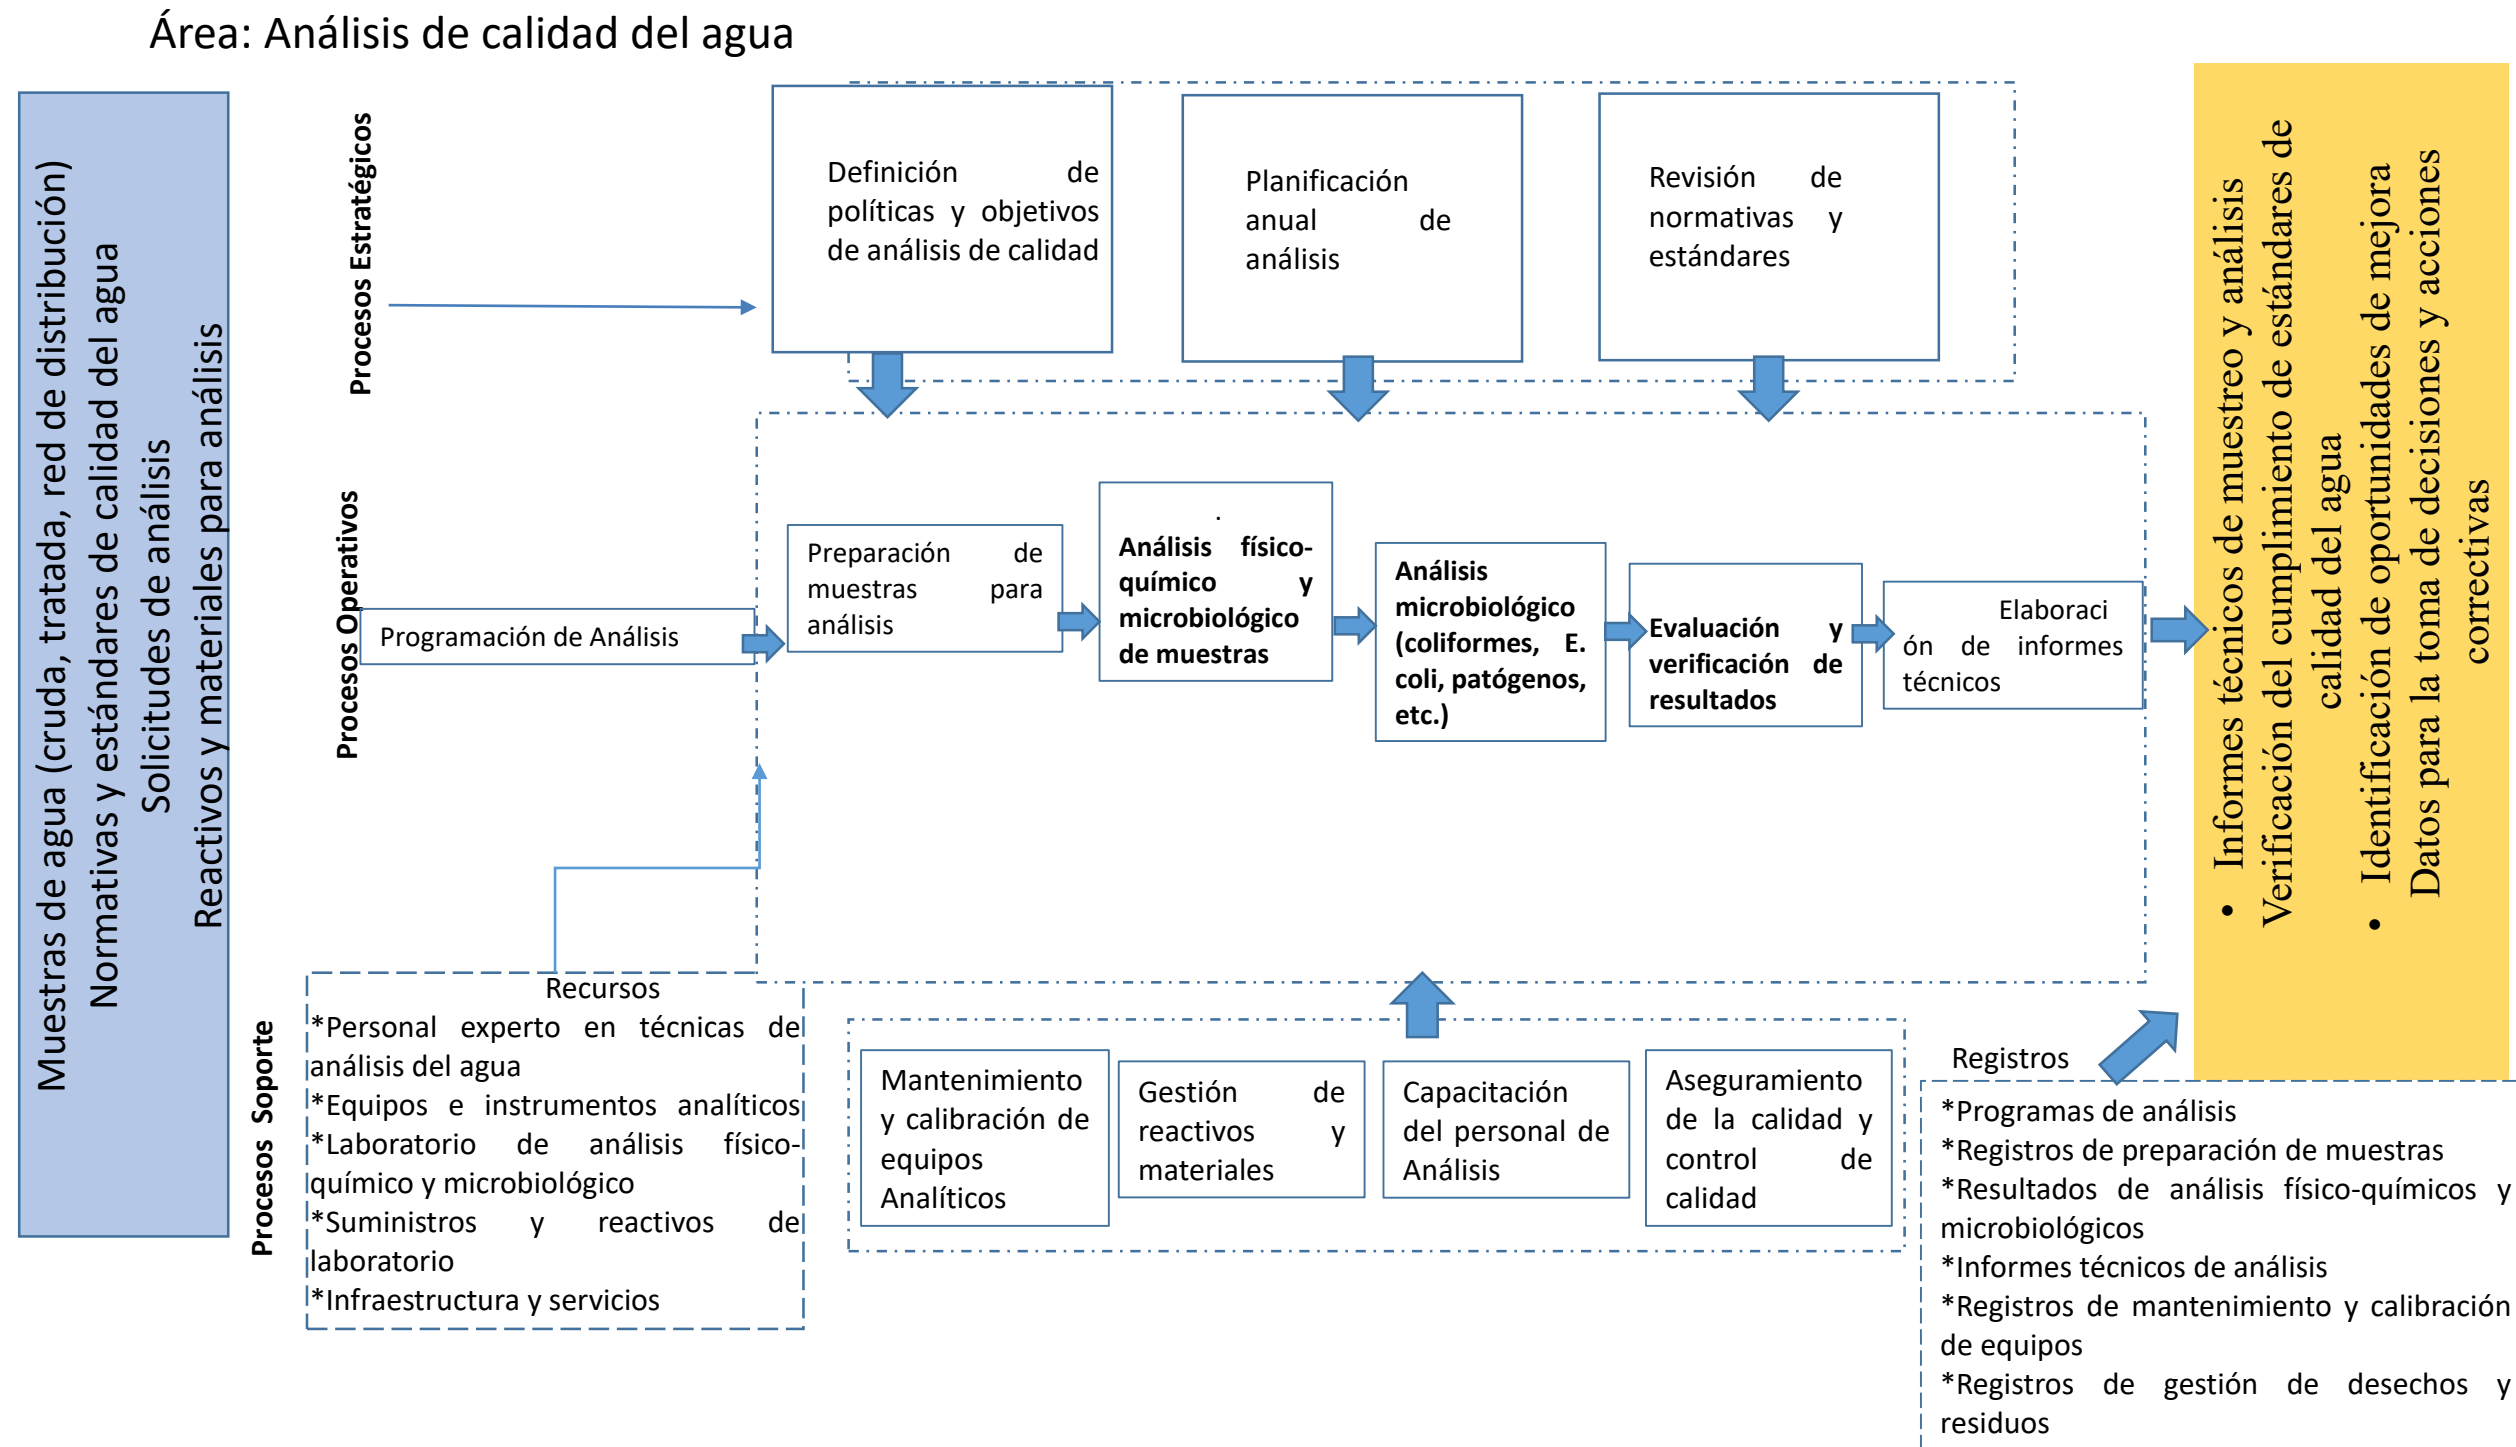 Área: Análisis de calidad del agua
Muestras de agua (cruda, tratada, red de distribución)
Normativas y estándares de calidad del agua
Solicitudes de análisis
Reactivos y materiales para análisis
Procesos Estratégicos
Definición de
políticas y objetivos
de análisis de calidad
Planificación
anual de
análisis
Revisión de
normativas y
estándares
Procesos Operativos
Programación de Análisis
Preparación de
muestras para
análisis
.
Análisis físico-
químico y
microbiológico
de muestras
Análisis
microbiológico
(coliformes, E.
coli, patógenos,
etc.)
Evaluación y
verificación de
resultados
Elaboraci
ón de informes
técnicos
Procesos Soporte
Recursos
*Personal experto en técnicas de
análisis del agua
*Equipos e instrumentos analíticos
*Laboratorio de análisis físico-
químico y microbiológico
*Suministros y reactivos de
laboratorio
*Infraestructura y servicios
Mantenimiento
y calibración de
equipos
Analíticos
Gestión de
reactivos y
materiales
Capacitación
del personal de
Análisis
Aseguramiento
de la calidad y
control de
calidad
Registros
*Programas de análisis
*Registros de preparación de muestras
*Resultados de análisis físico-químicos y
microbiológicos
*Informes técnicos de análisis
*Registros de mantenimiento y calibración
de equipos
*Registros de gestión de desechos y
residuos
• Informes técnicos de muestreo y análisis
Verificación del cumplimiento de estándares de
calidad del agua
• Identificación de oportunidades de mejora
Datos para la toma de decisiones y acciones
correctivas